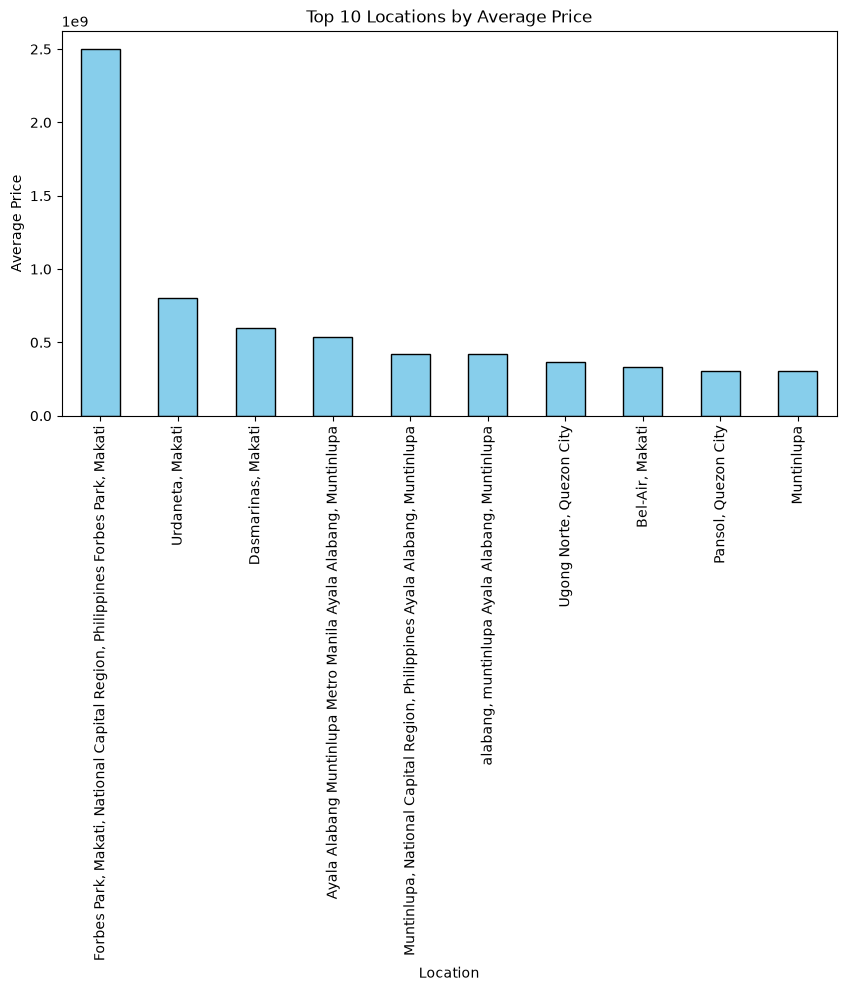 Top 10 Locations by Average Price
1e9
Average Price
2.5
2.0
1.5
1.0
0.5
0.0
Forbes Park, Makati, National Capital Region, Philippines Forbes Park, Makati
Urdaneta, Makati
Dasmarinas, Makati
Ayala Alabang Muntinlupa Metro Manila Ayala Alabang, Muntinlupa
Muntinlupa, National Capital Region, Philippines Ayala Alabang, Muntinlupa
alabang, muntinlupa Ayala Alabang, Muntinlupa
Ugong Norte, Quezon City
Bel-Air, Makati
Pansol, Quezon City
Muntinlupa
Location